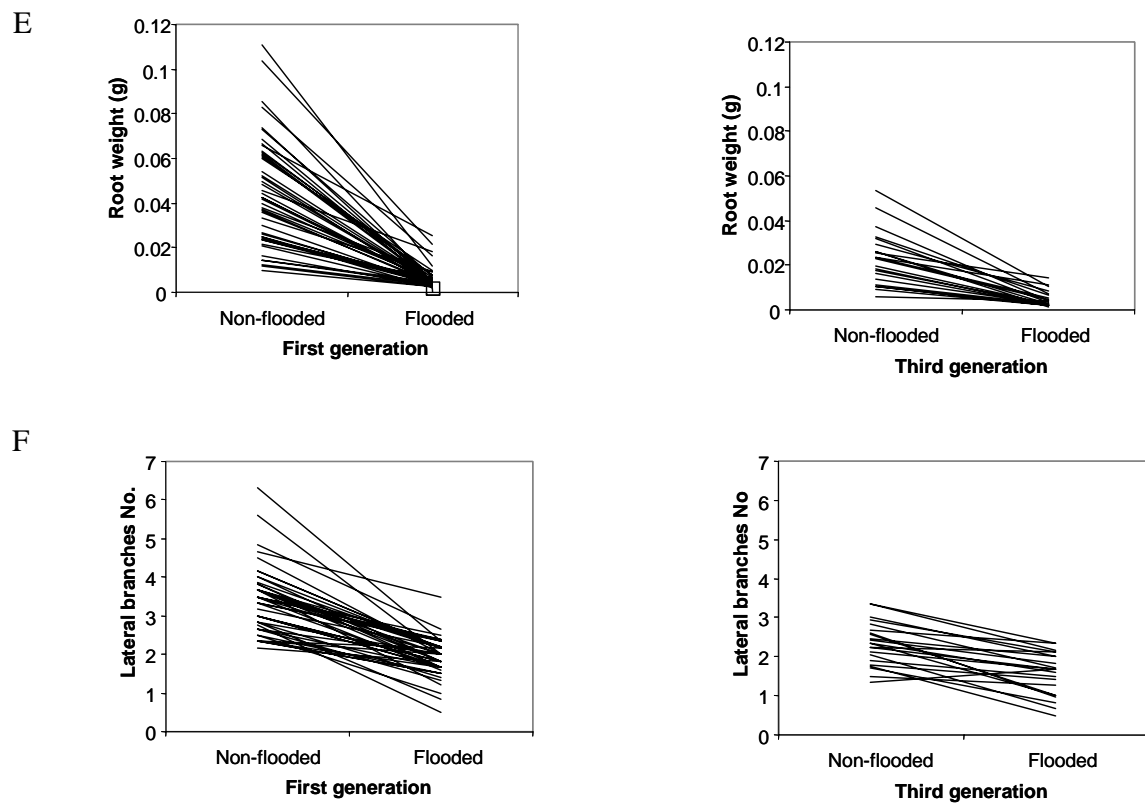 E
Root weight (g)
0.12
0.1
0.08
0.06
0.04
0.02
0
Non-flooded Flooded
First generation
Root weight (g)
0.12
0.1
0.08
0.06
0.04
0.02
0
Non-flooded Flooded
Third generation
F
Lateral branches No.
7
6
5
4
3
2
1
0
Non-flooded Flooded
First generation
Lateral branches No
7
6
5
4
3
2
1
0
Non-flooded Flooded
Third generation